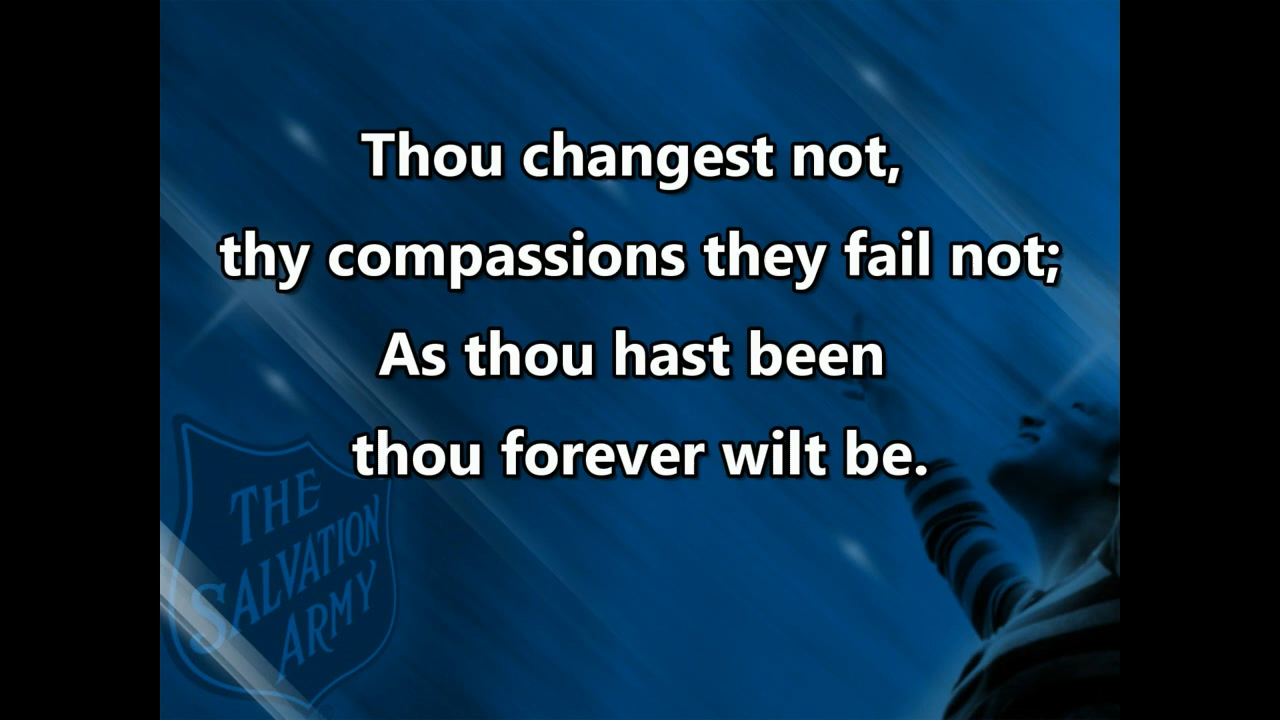 Thou changest not,
thy compassions they fail not;
As thou hast been
thou forever wilt be.
THE
SALVATION
ARMY